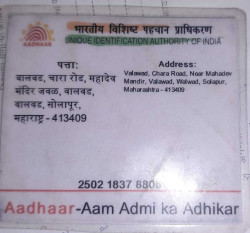 भारतीय विशिष्ट पहचान प्राधिकरण
UNIQUE IDENTIFICATION AUTHORITY OF INDIA
AADHAAR
पत्ता:
वालवड, चारा रोड, महादेव
मंदिर जवळ, वालवड,
वालवड, सोलापूर,
महाराष्ट्र - 413409
Address:
Valawad, Chara Road, Near Mahadev
Mandir, Valawad, Walwad, Solapur,
Maharashtra - 413409
2502 1837
Aadhaar-Aam Admi ka Adhikar